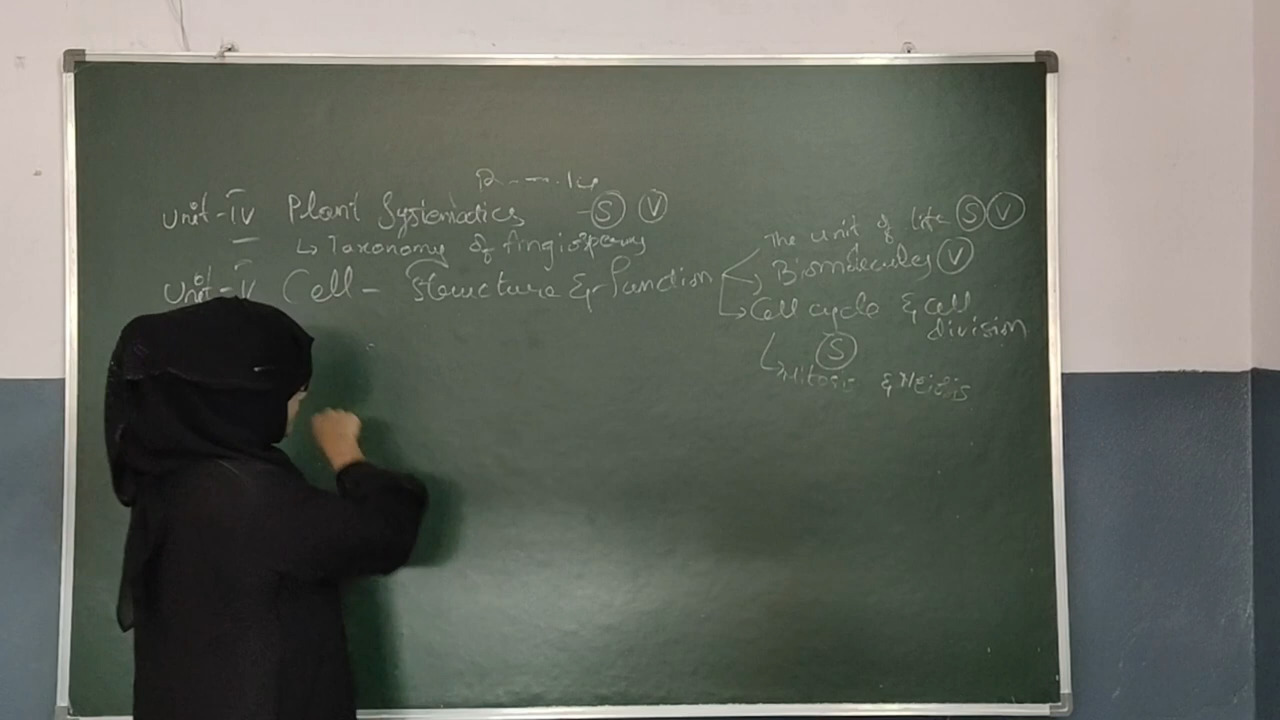 Unit-IV Plant Systematics - S V
↳ Taxonomy of Angiosperms
Unit-V Cell - Structure & function
The unit of life S V
Biomolecules V
Cell cycle & cell
division
S
Mitosis & Meiosis